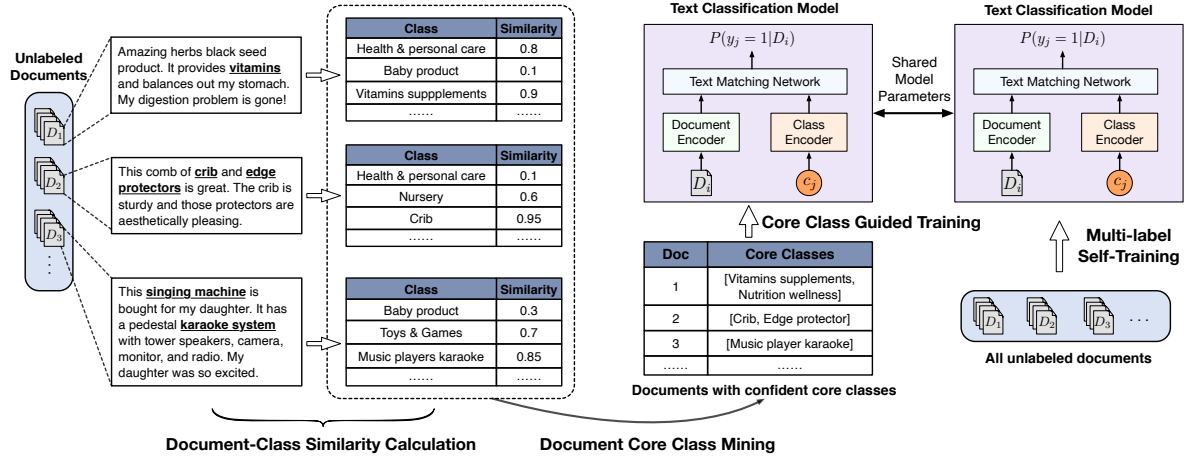 Unlabeled
Documents
D1
D2
D3
Amazing herbs black seed
product. It provides vitamins
and balances out my stomach.
My digestion problem is gone!
This comb of crib and edge
protectors is great. The crib is
sturdy and those protectors are
aesthetically pleasing.
This singing machine is
bought for my daughter. It has
a pedestal karaoke system
with tower speakers, camera,
monitor, and radio. My
daughter was so excited.
Class Similarity
Health & personal care 0.8
Baby product 0.1
Vitamins suppplements 0.9
...... ......
Class Similarity
Health & personal care 0.1
Nursery 0.6
Crib 0.95
...... ......
Class Similarity
Baby product 0.3
Toys & Games 0.7
Music players karaoke 0.85
...... ......
Document-Class Similarity Calculation
Document Core Class Mining
Text Classification Model
P(y_j = 1|D_i)
Text Matching Network
Document
Encoder
Class
Encoder
D_i
c_j
Shared
Model
Parameters
Text Classification Model
P(y_j = 1|D_i)
Text Matching Network
Document
Encoder
Class
Encoder
D_i
c_j
Core Class Guided Training
Doc Core Classes
1 [Vitamins supplements,
Nutrition wellness]
2 [Crib, Edge protector]
3 [Music player karaoke]
...... ......
Documents with confident core classes
Multi-label
Self-Training
D1 D2 D3 ...
All unlabeled documents